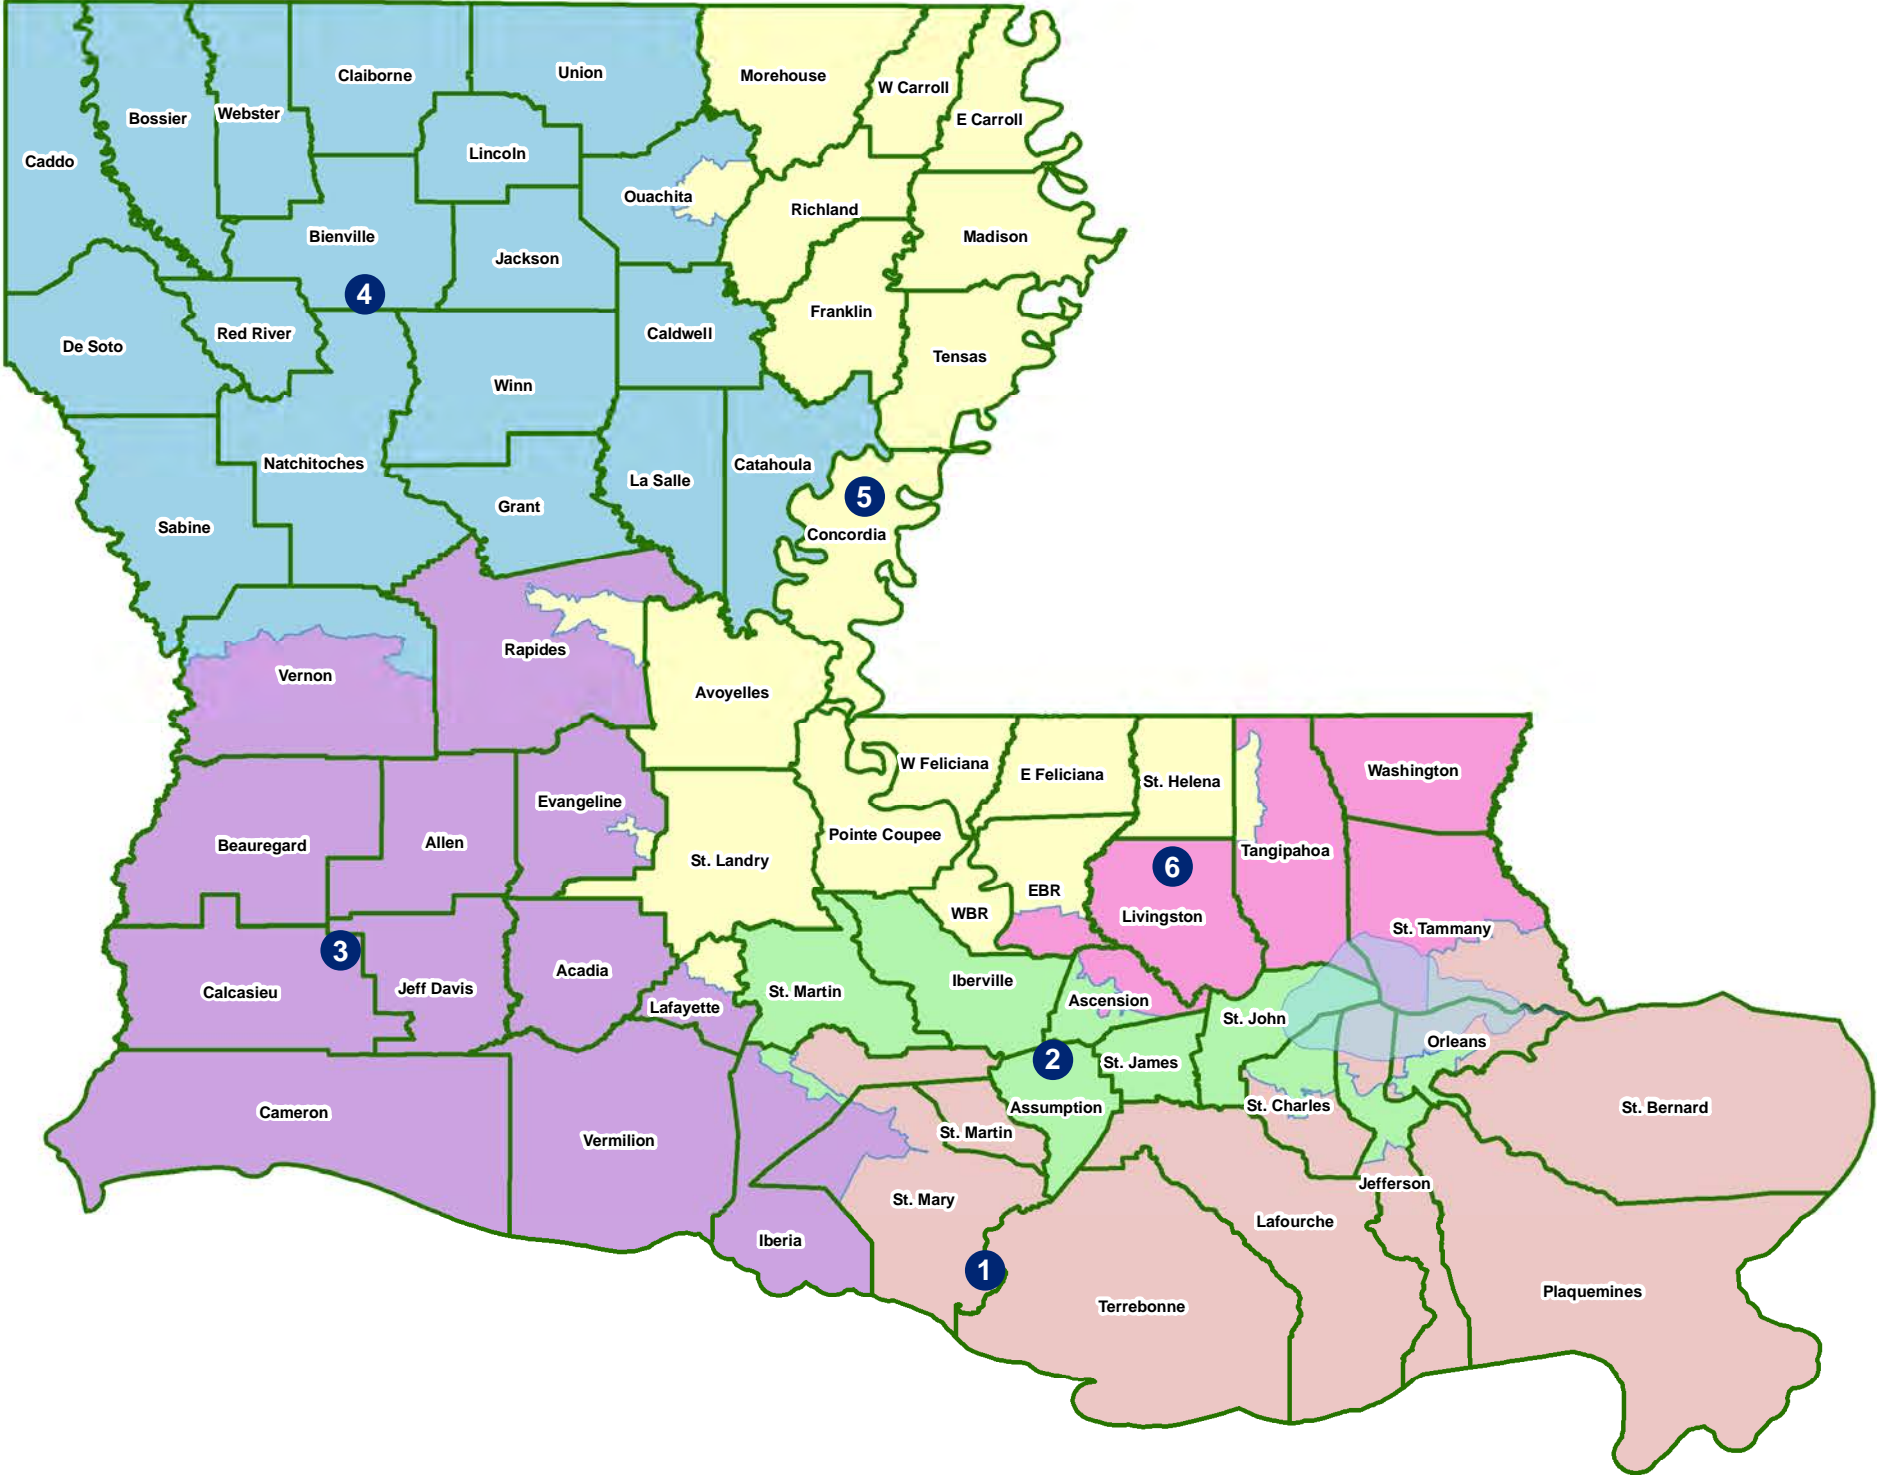 Claiborne
Union
Morehouse
W Carroll
Bossier
Webster
E Carroll
Caddo
Lincoln
Ouachita
Richland
Bienville
Madison
Jackson
4
Red River
Caldwell
Franklin
De Soto
Tensas
Winn
Natchitoches
Catahoula
La Salle
5
Grant
Sabine
Concordia
Rapides
Vernon
Avoyelles
W Feliciana
E Feliciana
St. Helena
Washington
Evangeline
Pointe Coupee
Beauregard
Allen
St. Landry
Tangipahoa
6
EBR
WBR
Livingston
St. Tammany
3
Acadia
Iberville
Calcasieu
Jeff Davis
St. Martin
Ascension
Lafayette
St. John
Orleans
2
St. James
Cameron
Assumption
St. Charles
St. Bernard
Vermilion
St. Martin
Jefferson
St. Mary
Lafourche
Iberia
1
Plaquemines
Terrebonne